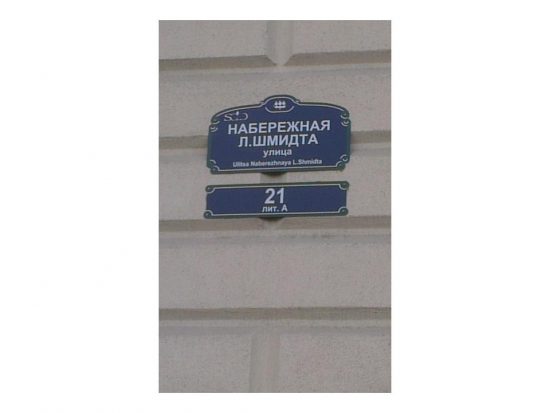 НАБЕРЕЖНАЯ
Л.ШМИДТА
улица
Ulitsa Naberezhnaya L.Shmidta
21
лит. А